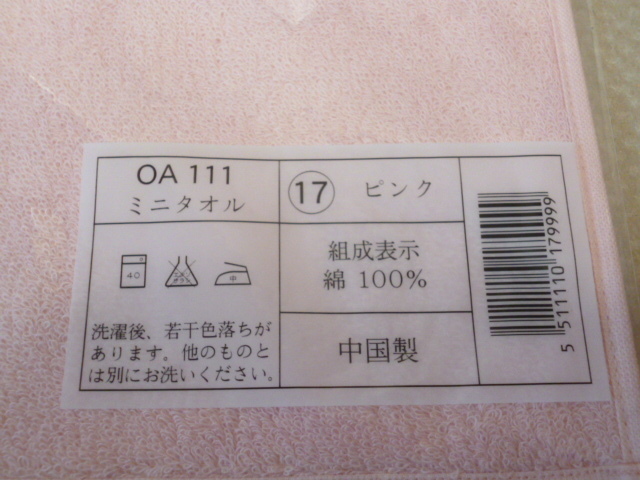 OA 111
ミニタオル
⑰ ピンク
40
中
組成表示
綿 100%
洗濯後、若干色落ちが
あります。他のものと
は別にお洗いください。
中国製
5 511110 179999